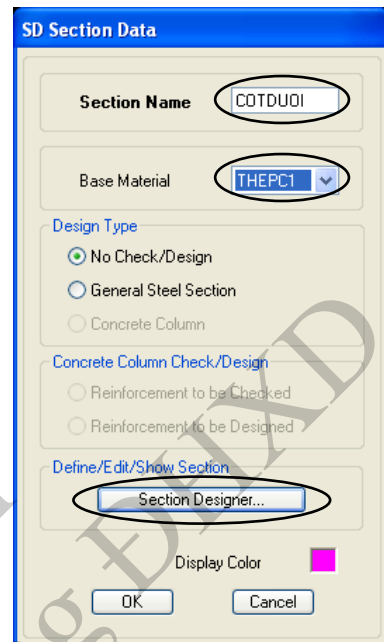 SD Section Data
Section Name COTDUOI
Base Material THEPC1
Design Type
No Check/Design
General Steel Section
Concrete Column
Concrete Column Check/Design
Reinforcement to be Checked
Reinforcement to be Designed
Define/Edit/Show Section
Section Designer...
Display Color
OK Cancel
g ĐHXD